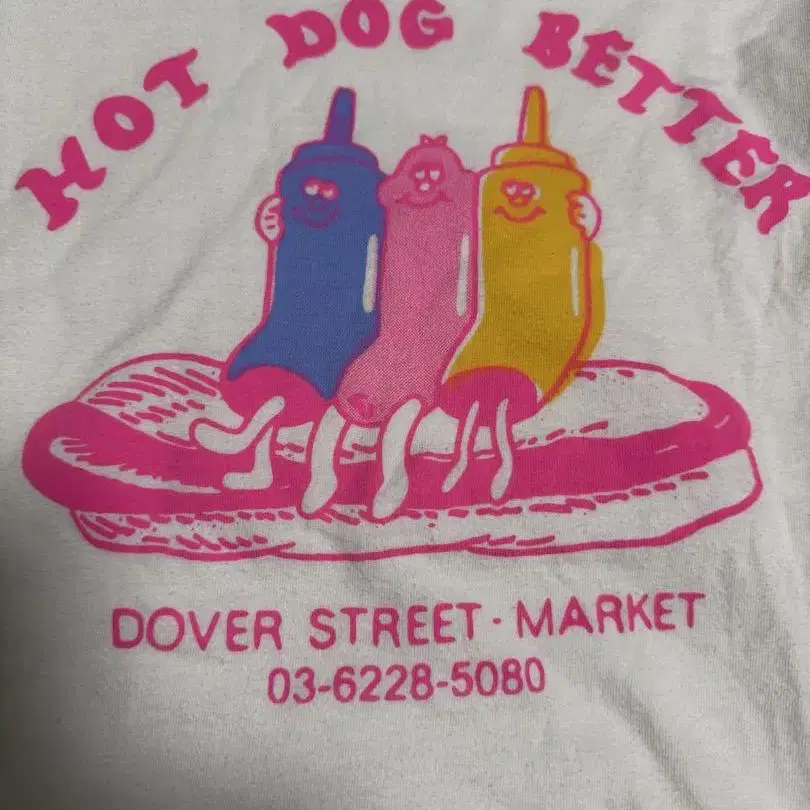 HOT DOG BETTER
DOVER STREET · MARKET
03-6228-5080